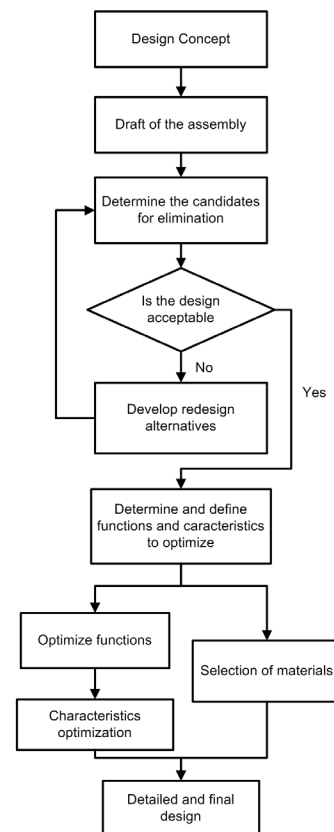 Design Concept
Draft of the assembly
Determine the candidates
for elimination
Is the design
acceptable
No
Yes
Develop redesign
alternatives
Determine and define
functions and caracteristics
to optimize
Optimize functions
Selection of materials
Characteristics
optimization
Detailed and final
design